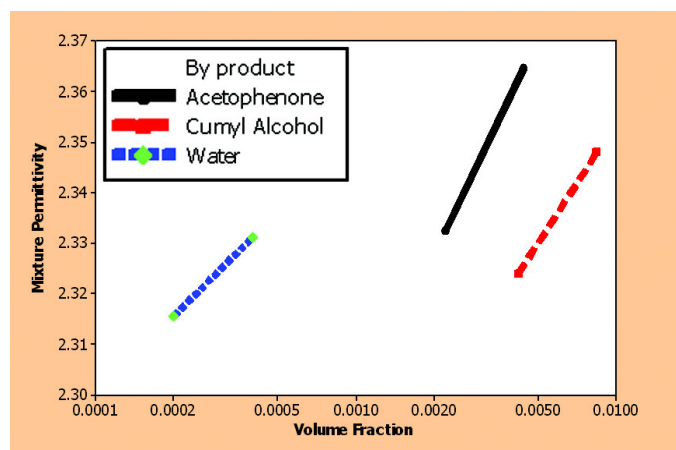 2.37
2.36
2.35
2.34
2.33
2.32
2.31
2.30
Mixture Permittivity
By product
Acetophenone
Cumyl Alcohol
Water
0.0001 0.0002 0.0005 0.0010 0.0020 0.0050 0.0100
Volume Fraction